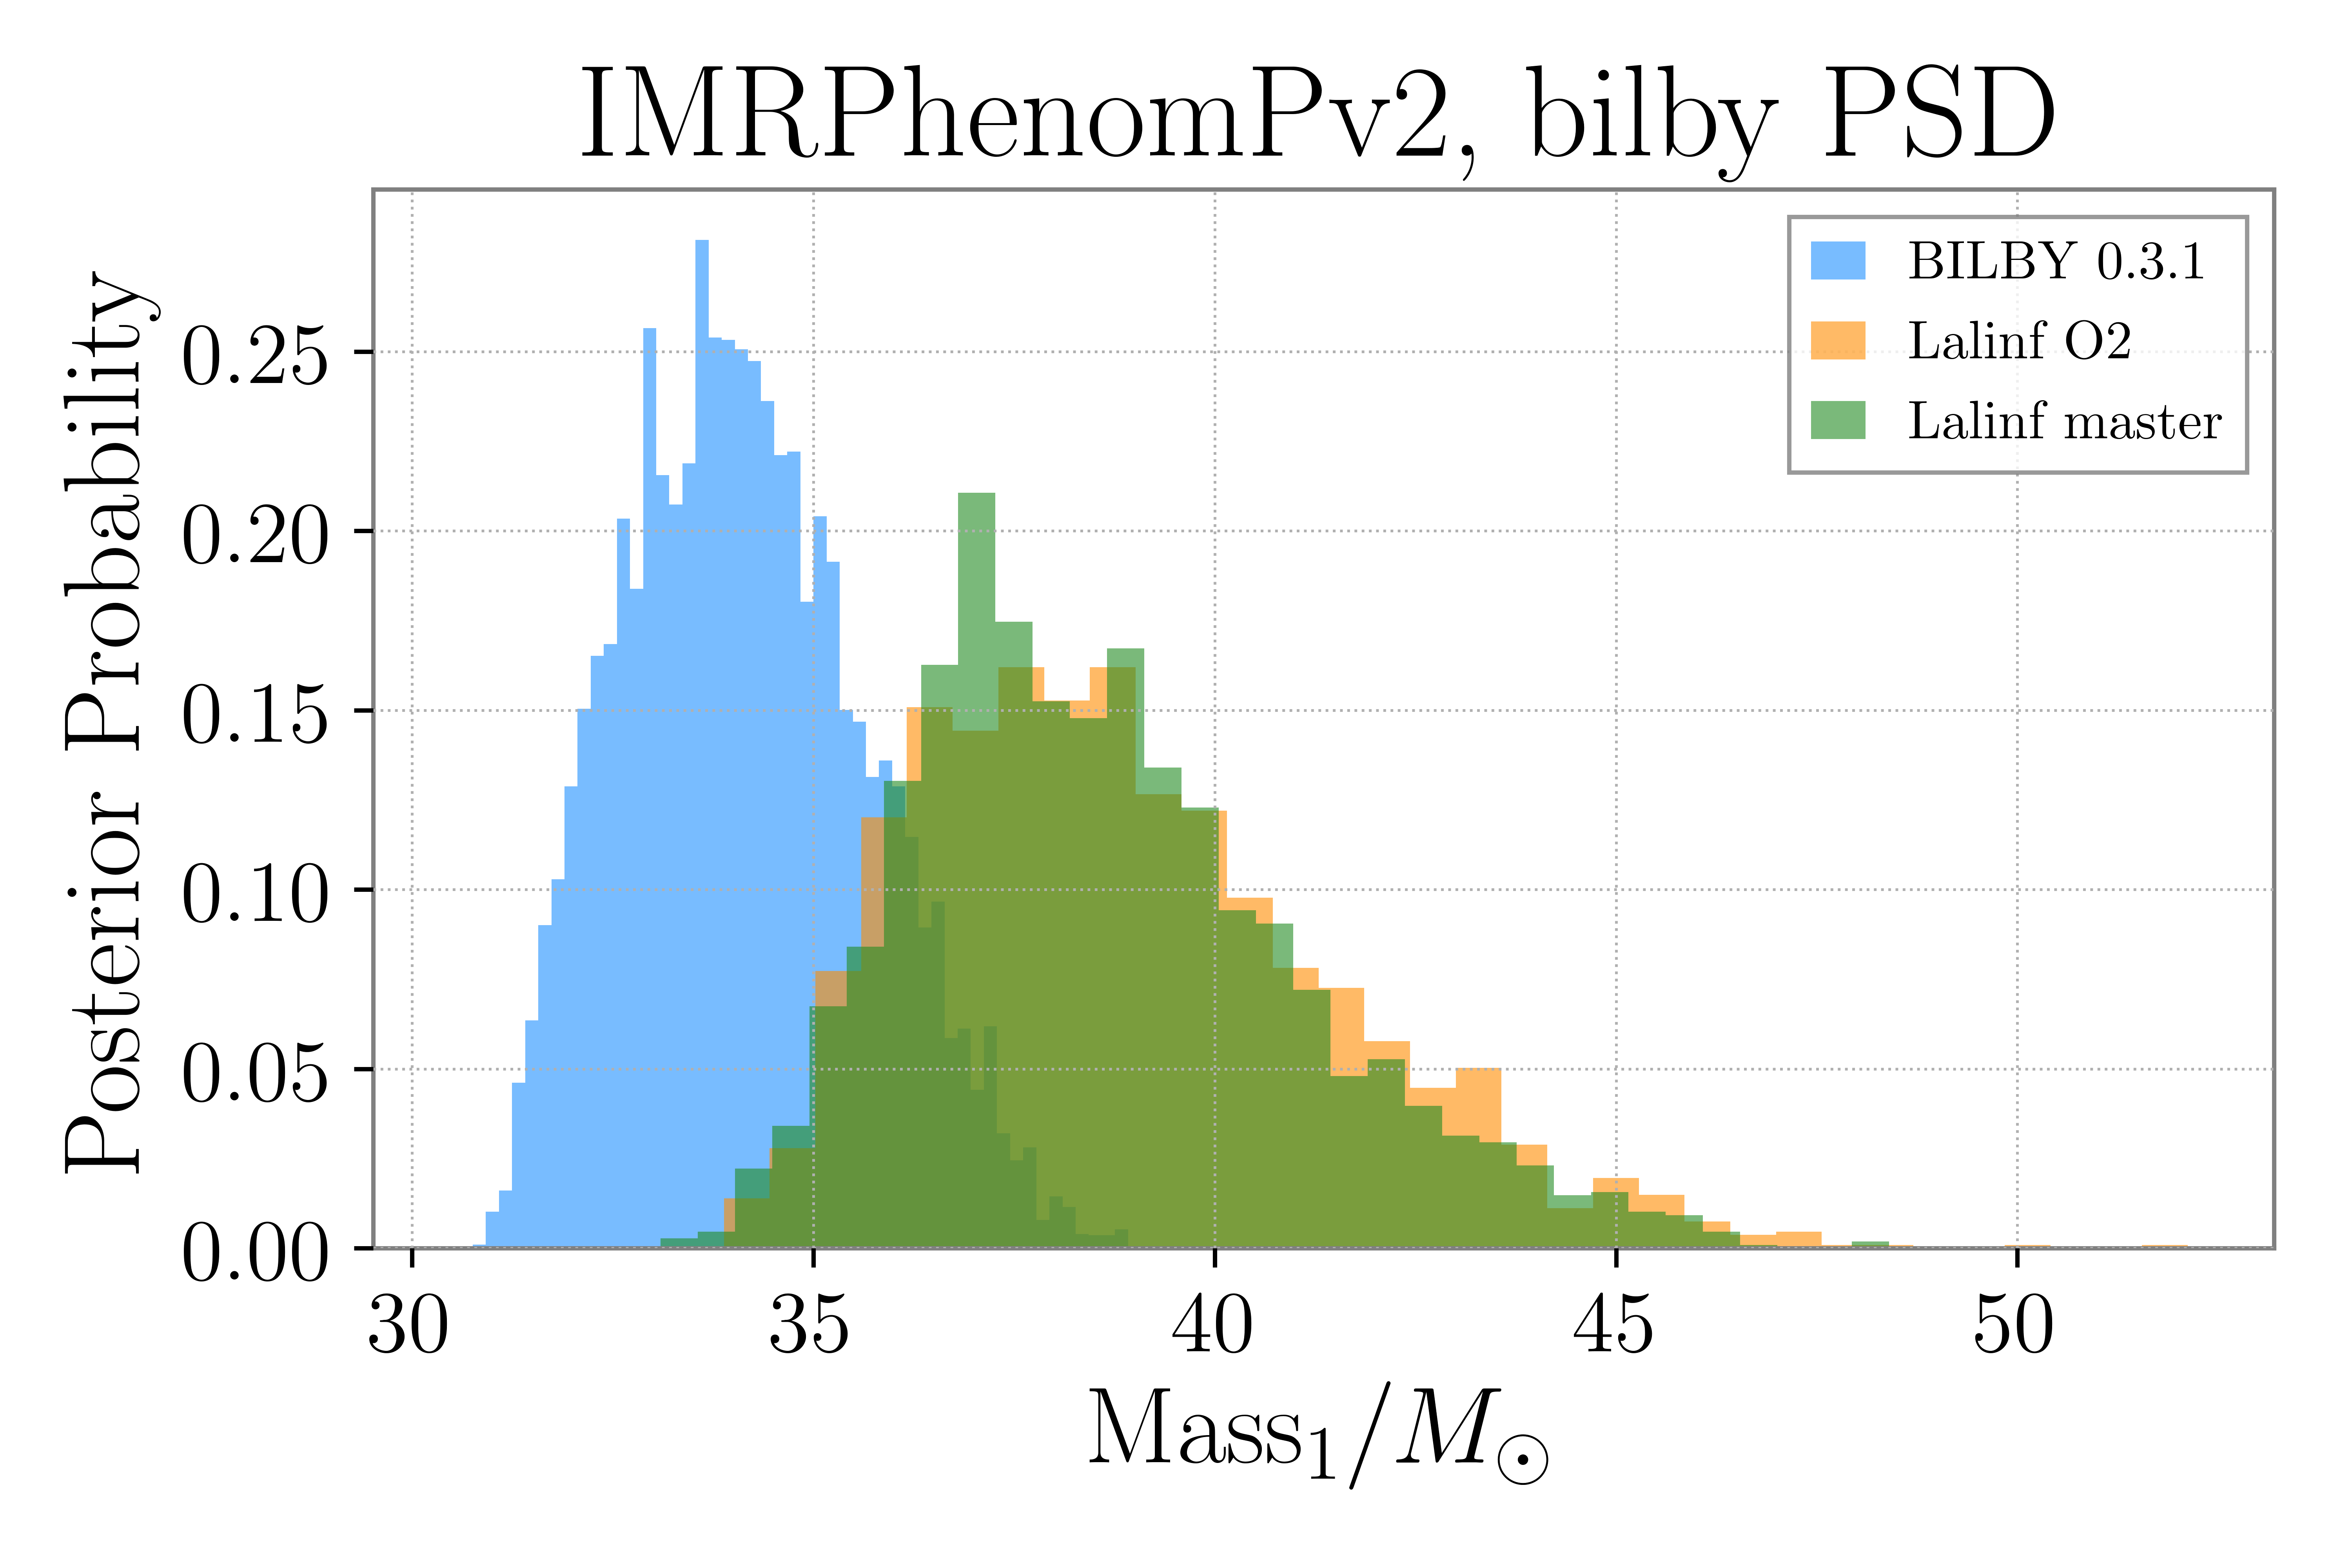 IMRPhenomPv2, bilby PSD
BILBY 0.3.1
Lalinf O2
Lalinf master
Posterior Probability
0.25
0.20
0.15
0.10
0.05
0.00
30 35 40 45 50
Mass₁/M⊙